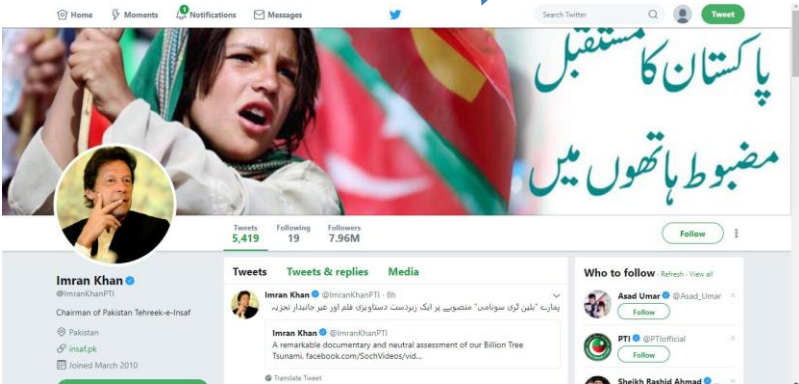 Home
Moments
1
Notifications
Messages
Search Twitter
Tweet
پاکستان کا مستقبل
مضبوط ہاتھوں میں
Tweets
5,419
Following
19
Followers
7.96M
Follow
Imran Khan
@ImranKhanPTI
Chairman of Pakistan Tehreek-e-Insaf
Pakistan
insaf.pk
Joined March 2010
Tweets
Tweets & replies
Media
Imran Khan @ImranKhanPTI · 8h
ہمارے "بلین ٹری سونامی" منصوبے پر ایک زبردست دستاویزی فلم اور غیر جانبدار تجزیہ۔
Imran Khan @ImranKhanPTI
A remarkable documentary and neutral assessment of our Billion Tree
Tsunami. facebook.com/SochVideos/vid...
Translate Tweet
Who to follow · Refresh · View all
Asad Umar @Asad_Umar
Follow
PTI @PTIofficial
Follow
Sheikh Rashid Ahmad